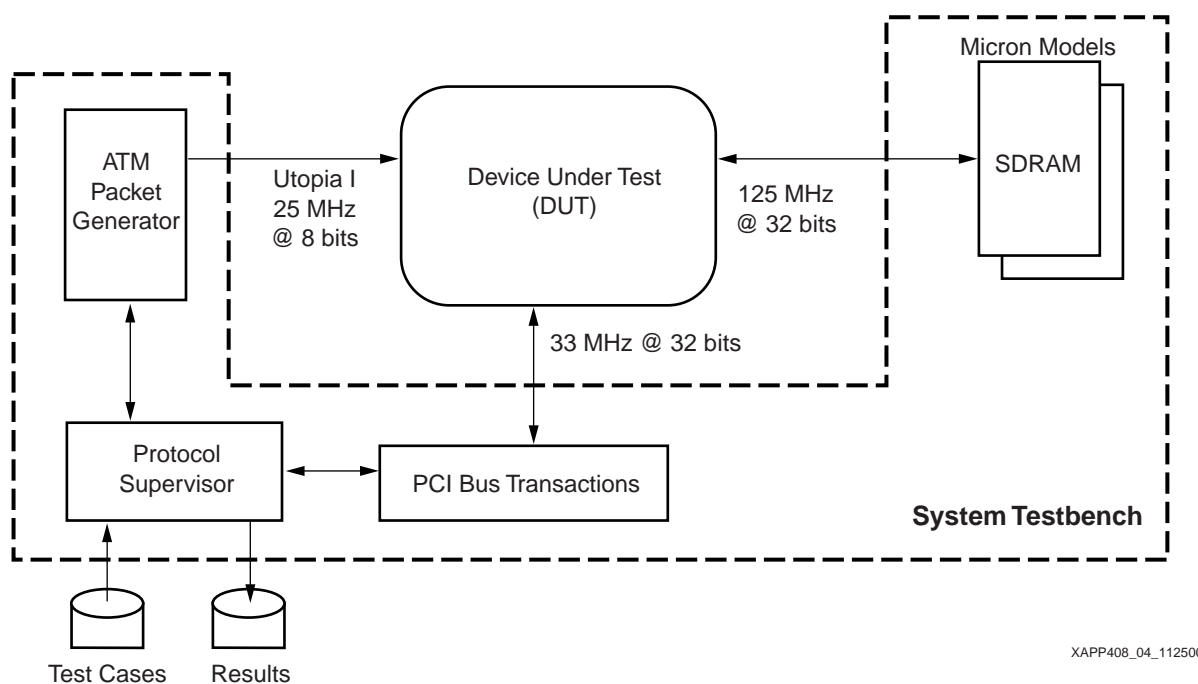 Micron Models
ATM
Packet
Generator
Utopia I
25 MHz
@ 8 bits
Device Under Test
(DUT)
125 MHz
@ 32 bits
SDRAM
33 MHz @ 32 bits
Protocol
Supervisor
PCI Bus Transactions
System Testbench
Test Cases
Results
XAPP408_04_112500